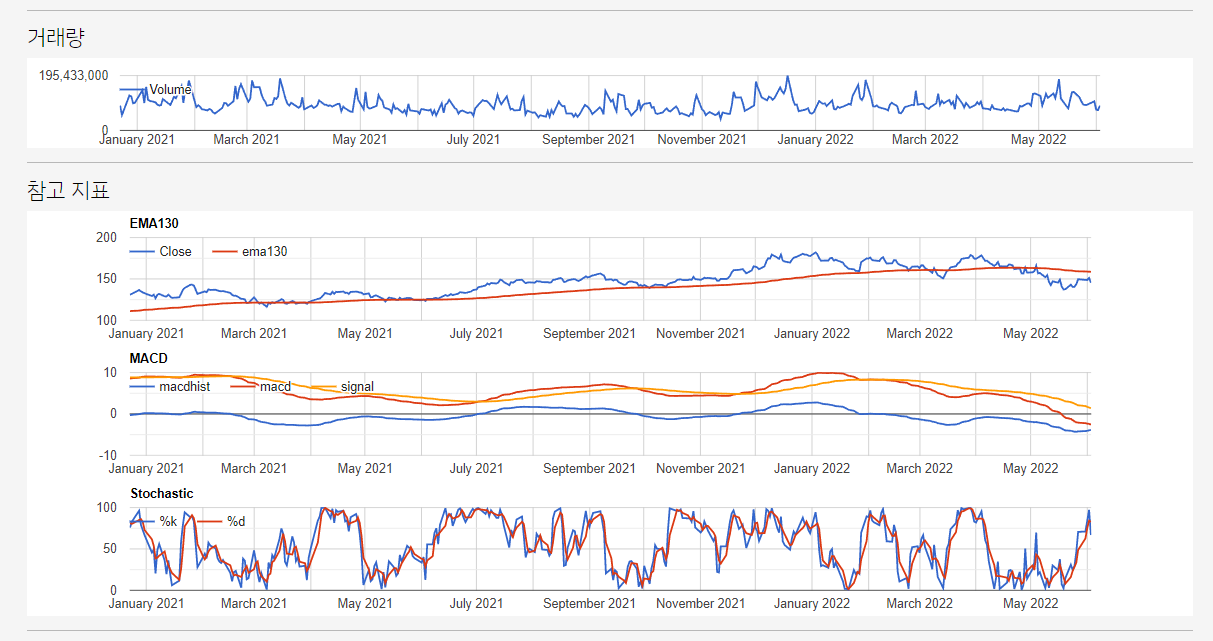 거래량
195,433,000
Volume
0
January 2021 March 2021 May 2021 July 2021 September 2021 November 2021 January 2022 March 2022 May 2022
참고 지표
EMA130
200
Close ema130
150
100
January 2021 March 2021 May 2021 July 2021 September 2021 November 2021 January 2022 March 2022 May 2022
MACD
10
macdhist macd signal
0
-10
January 2021 March 2021 May 2021 July 2021 September 2021 November 2021 January 2022 March 2022 May 2022
Stochastic
100
%k %d
50
0
January 2021 March 2021 May 2021 July 2021 September 2021 November 2021 January 2022 March 2022 May 2022